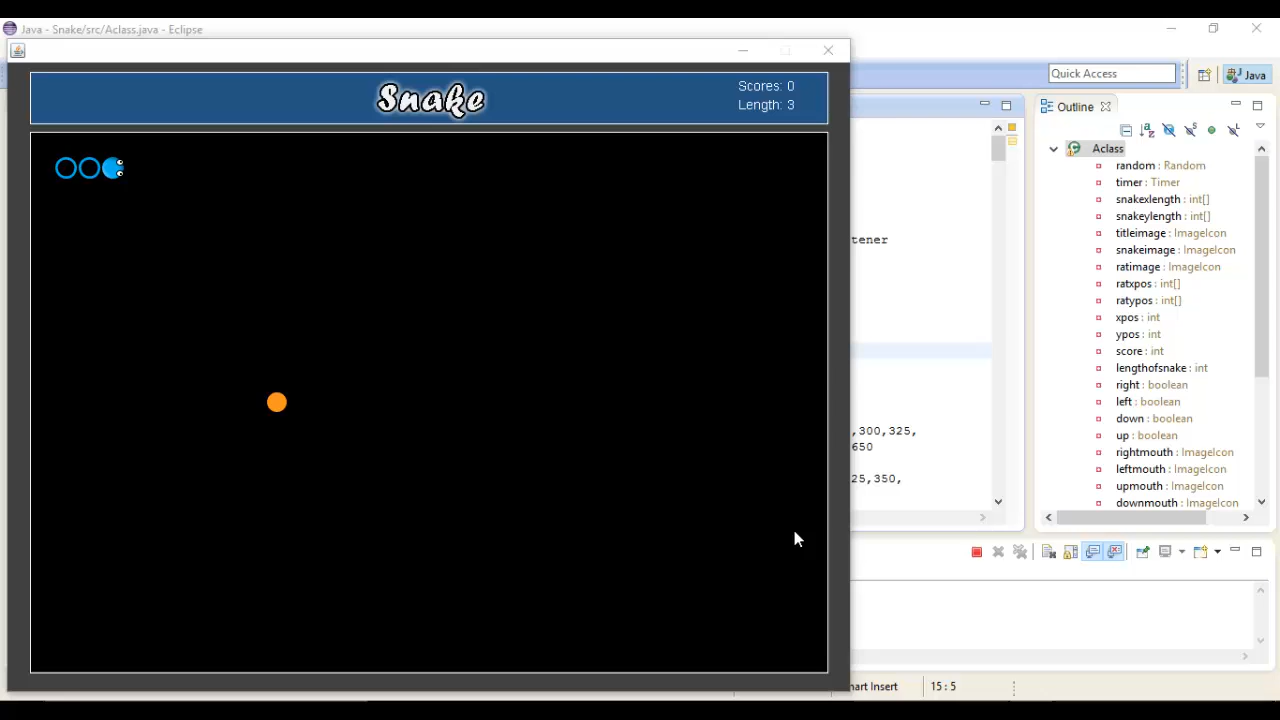 Java - Snake/src/Aclass.java - Eclipse
Snake
Scores: 0
Length: 3
Quick Access
Java
Outline
Aclass
random : Random
timer : Timer
snakexlength : int[]
snakeylength : int[]
titleimage : ImageIcon
snakeimage : ImageIcon
ratimage : ImageIcon
ratxpos : int[]
ratypos : int[]
xpos : int
ypos : int
score : int
lengthofsnake : int
right : boolean
left : boolean
down : boolean
up : boolean
rightmouth : ImageIcon
leftmouth : ImageIcon
upmouth : ImageIcon
downmouth : ImageIcon
tener
,300,325,
650
25,350,
mart Insert
15 : 5